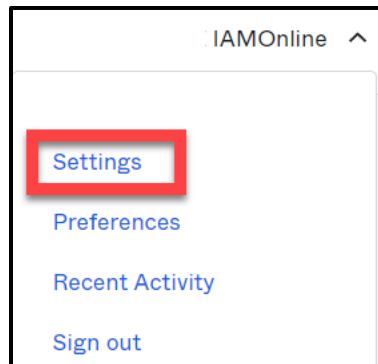 IAMOnline
Settings
Preferences
Recent Activity
Sign out